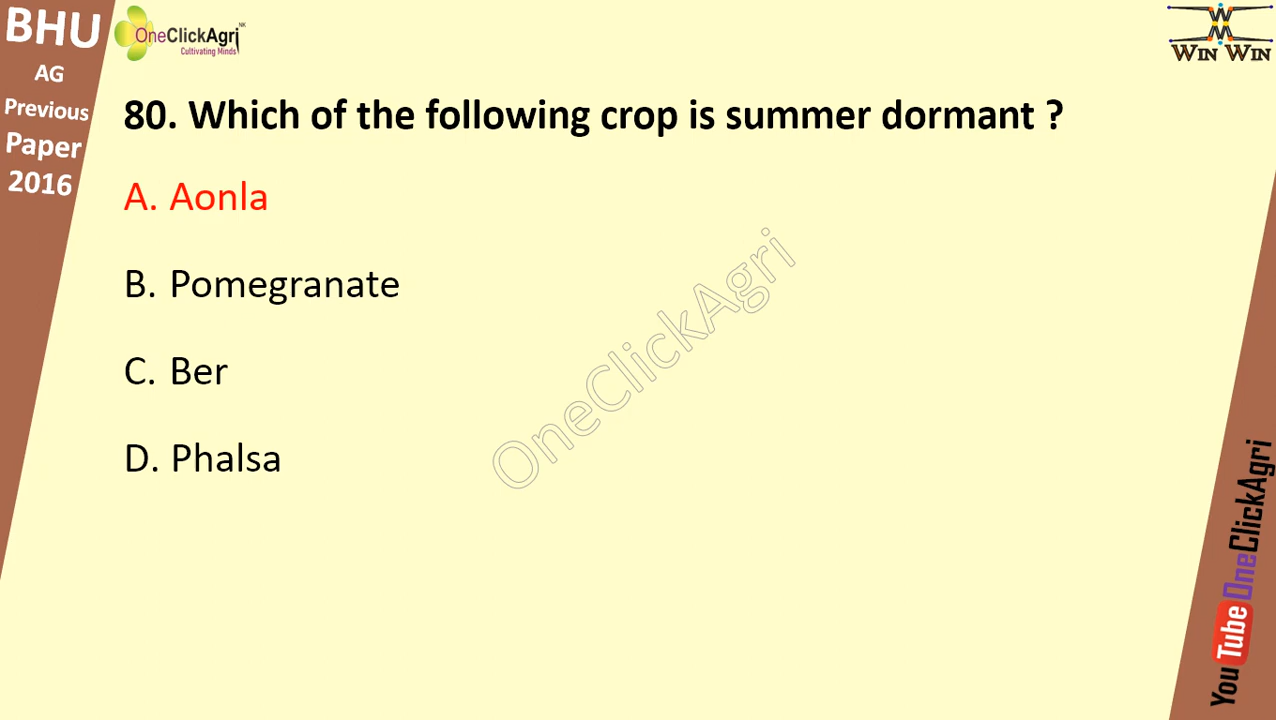 BHU
AG
Previous
Paper
2016
OneClickAgri NK
Cultivating Minds
WIN WIN
80. Which of the following crop is summer dormant ?
A. Aonla
B. Pomegranate
C. Ber
D. Phalsa
OneClickAgri
YouTube OneClickAgri